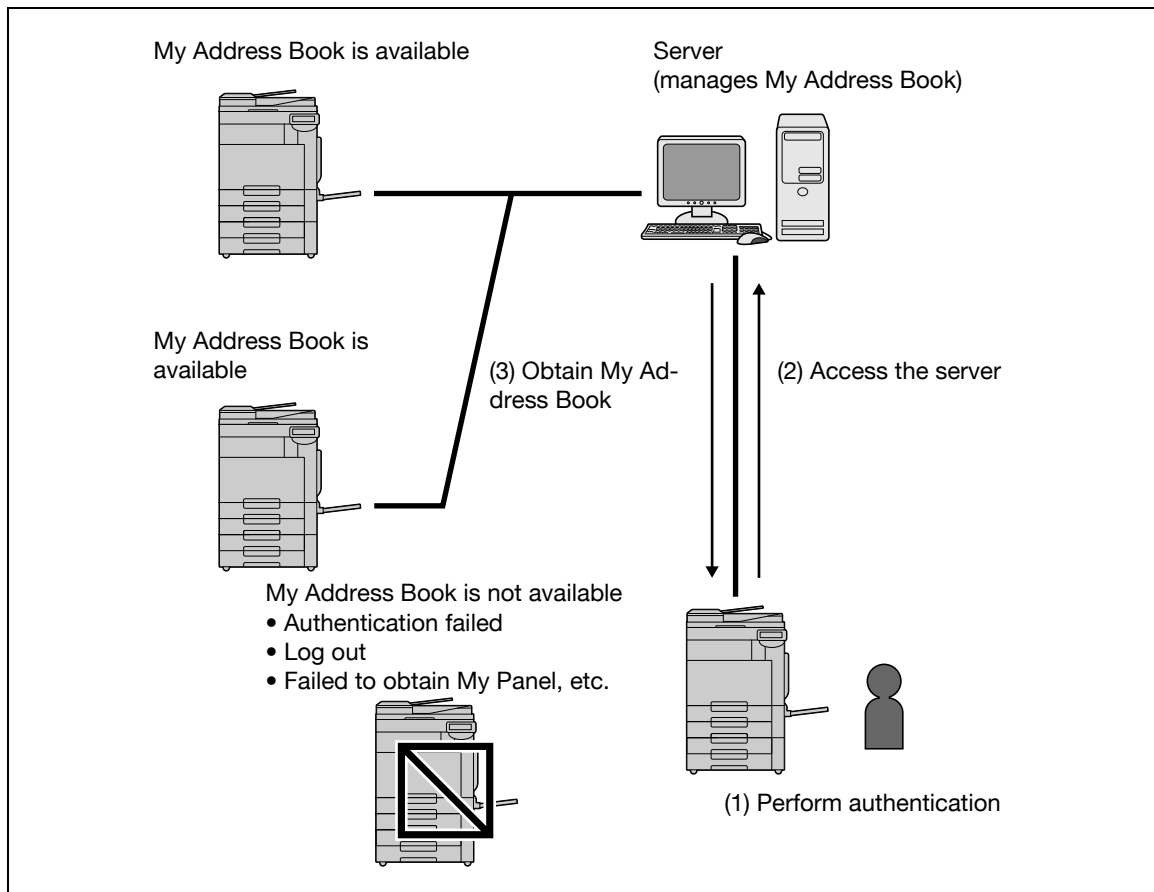 My Address Book is available
Server
(manages My Address Book)
My Address Book is
available
(3) Obtain My Ad-
dress Book
(2) Access the server
My Address Book is not available
• Authentication failed
• Log out
• Failed to obtain My Panel, etc.
(1) Perform authentication